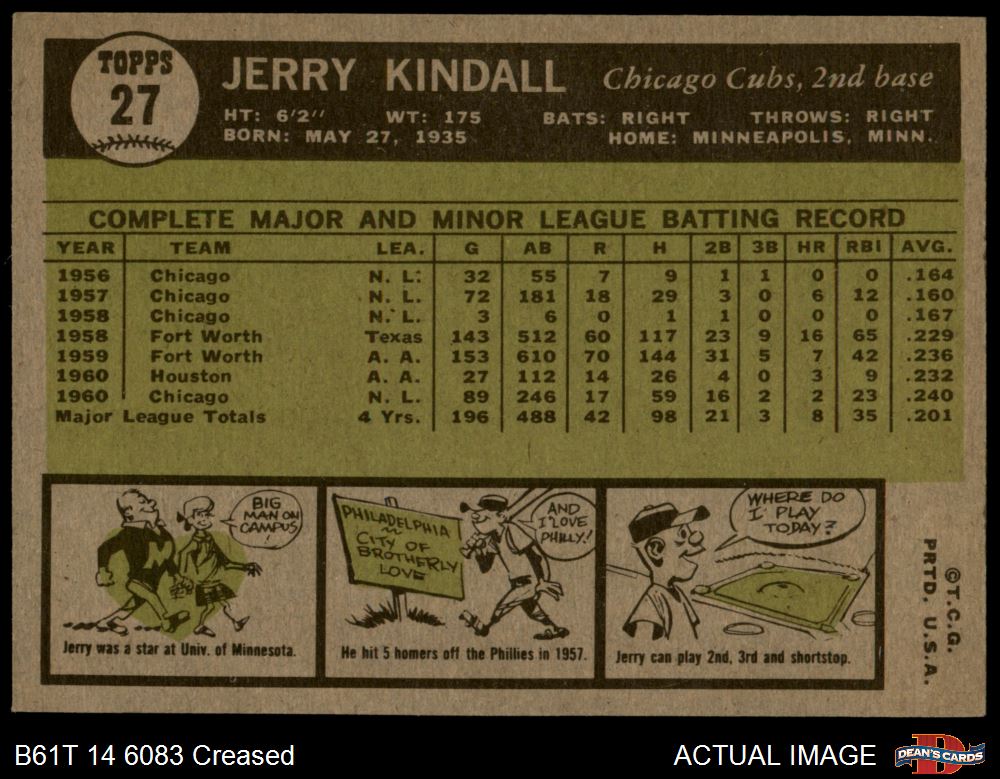 TOPPS
27
JERRY KINDALL Chicago Cubs, 2nd base
HT: 6'2" WT: 175 BATS: RIGHT THROWS: RIGHT
BORN: MAY 27, 1935 HOME: MINNEAPOLIS, MINN.
COMPLETE MAJOR AND MINOR LEAGUE BATTING RECORD
YEAR TEAM LEA. G AB R H 2B 3B HR RBI AVG.
1956 Chicago N. L. 32 55 7 9 1 1 0 0 .164
1957 Chicago N. L. 72 181 18 29 3 0 6 12 .160
1958 Chicago N. L. 3 6 0 1 1 0 0 0 .167
1958 Fort Worth Texas 143 512 60 117 23 9 16 65 .229
1959 Fort Worth A. A. 153 610 70 144 31 5 7 42 .236
1960 Houston A. A. 27 112 14 26 4 0 3 9 .232
1960 Chicago N. L. 89 246 17 59 16 2 2 23 .240
Major League Totals 4 Yrs. 196 488 42 98 21 3 8 35 .201
BIG
MAN ON
CAMPUS!
M
Jerry was a star at Univ. of Minnesota.
PHILADELPHIA
CITY OF
BROTHERLY
LOVE
AND
I LOVE
PHILLY!
He hit 5 homers off the Phillies in 1957.
WHERE DO
I PLAY
TODAY?
Jerry can play 2nd, 3rd and shortstop.
©T.C.G.
PRTD. U.S.A.
B61T 14 6083 Creased
ACTUAL IMAGE
DEAN'S CARDS